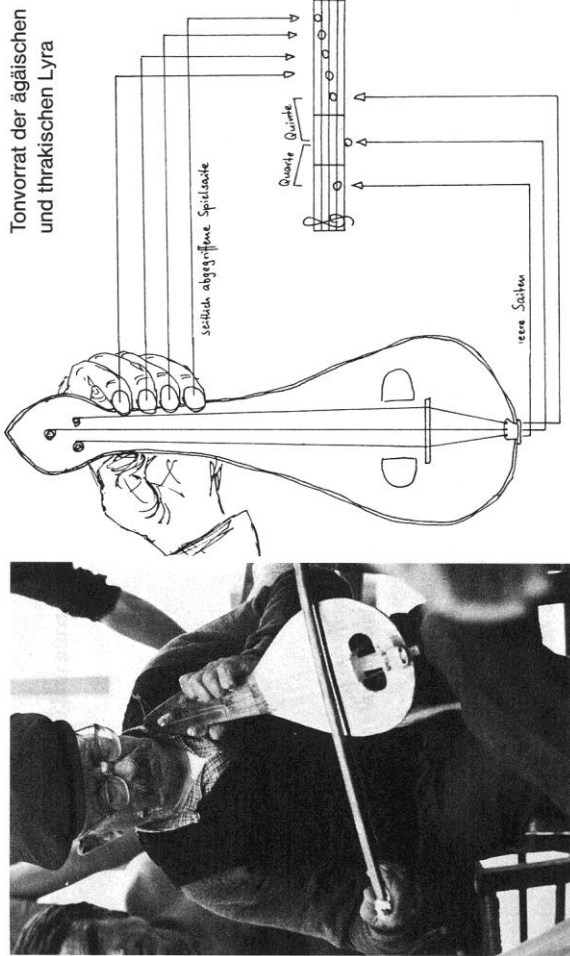 Tonvorrat der ägäischen
und thrakischen Lyra
seitlich abgegriffene Spielsaite
Quarte Quinte
leere Saiten